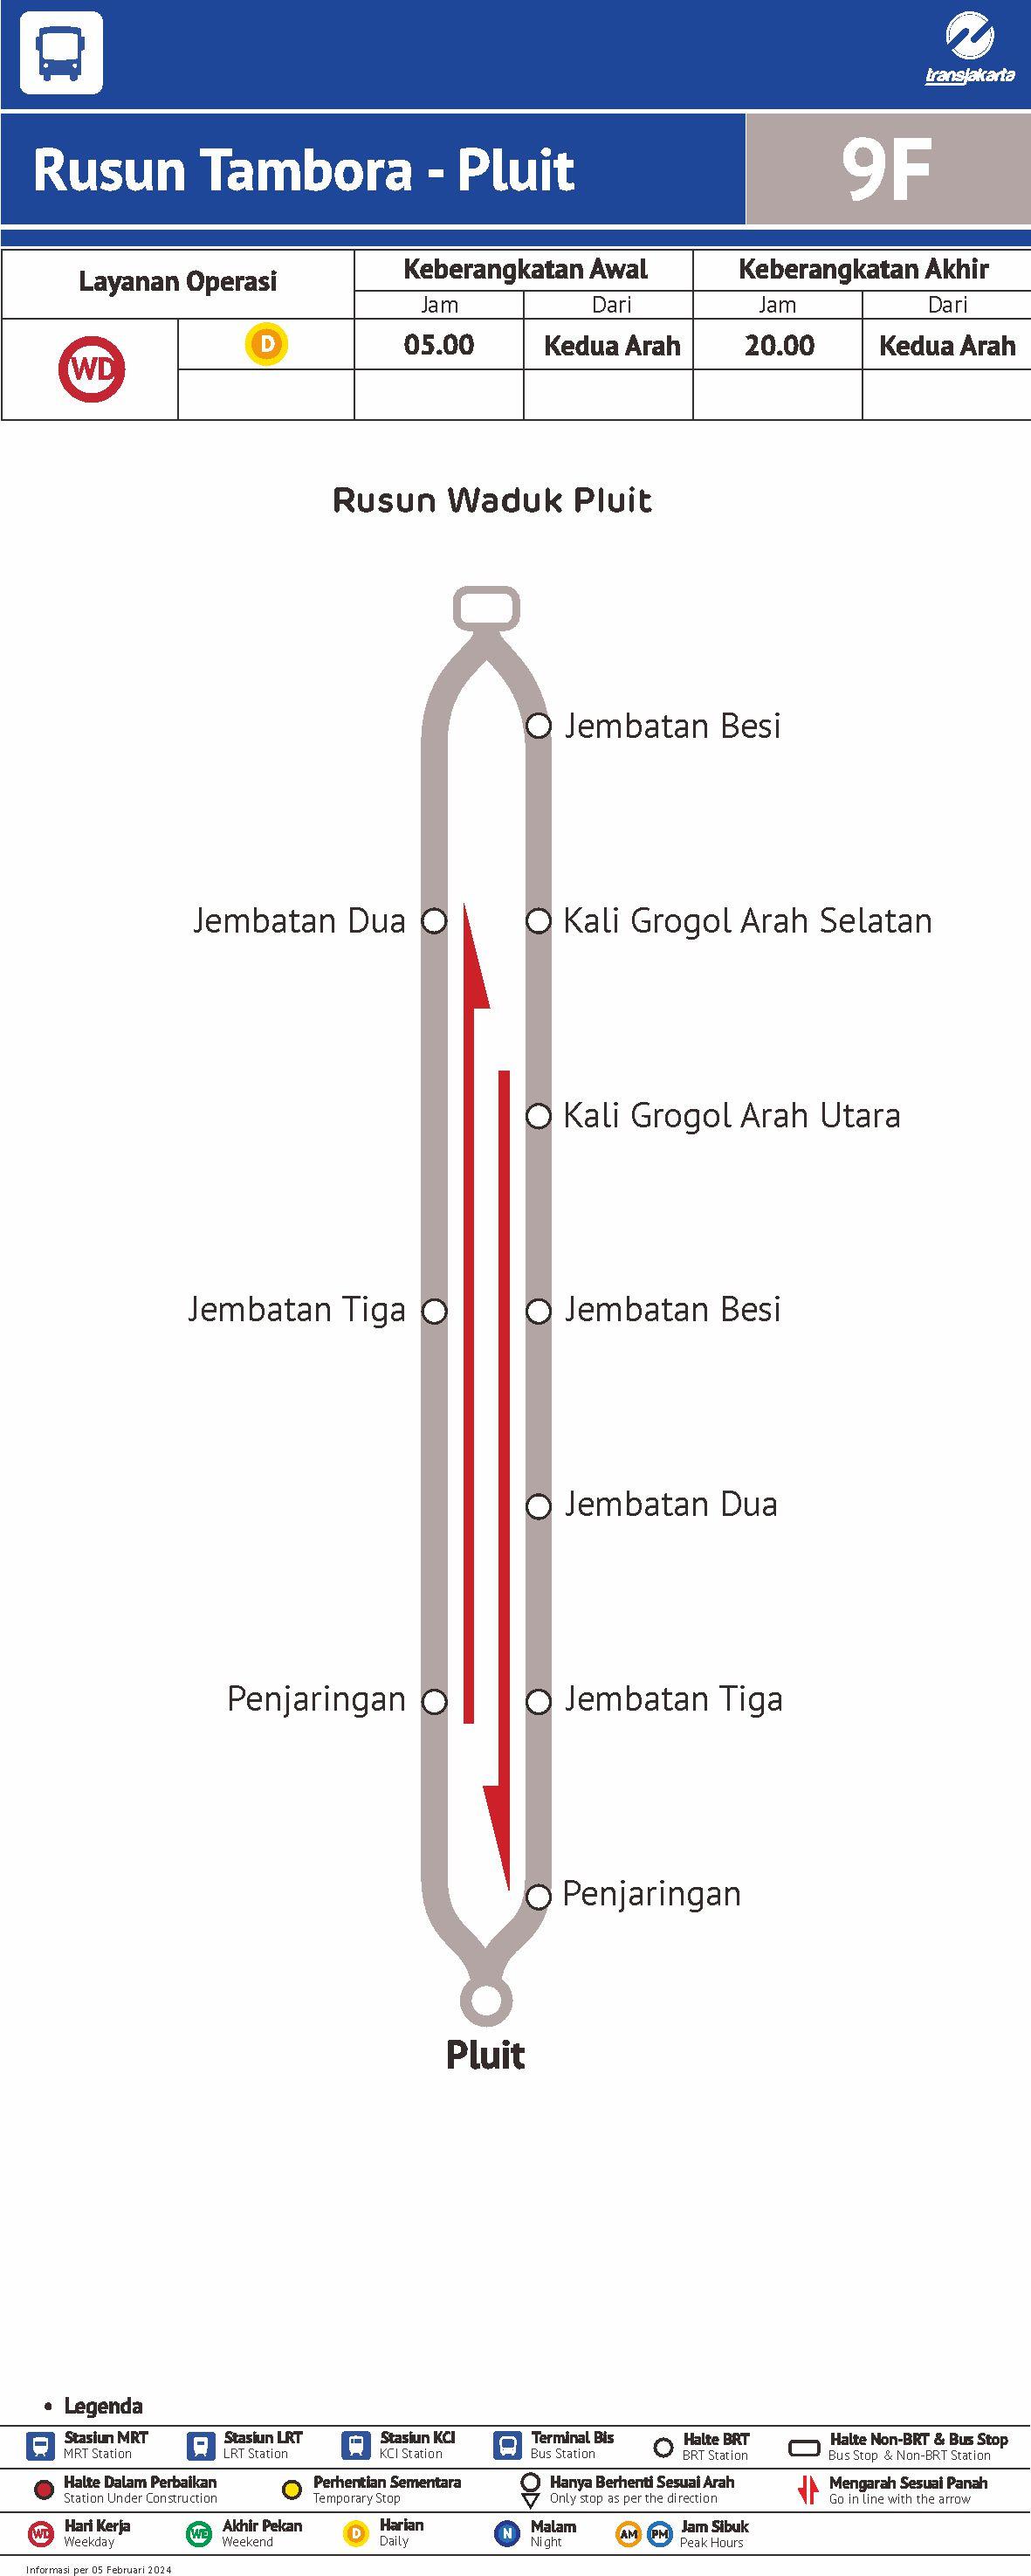 transjakarta
Rusun Tambora - Pluit
9F
Layanan Operasi
Keberangkatan Awal
Keberangkatan Akhir
Jam
Dari
Jam
Dari
WD
D
05.00
Kedua Arah
20.00
Kedua Arah
Rusun Waduk Pluit
Jembatan Besi
Jembatan Dua
Kali Grogol Arah Selatan
Kali Grogol Arah Utara
Jembatan Tiga
Jembatan Besi
Jembatan Dua
Penjaringan
Jembatan Tiga
Penjaringan
Pluit
• Legenda
Stasiun MRT
MRT Station
Stasiun LRT
LRT Station
Stasiun KCI
KCI Station
Terminal Bis
Bus Station
Halte BRT
BRT Station
Halte Non-BRT & Bus Stop
Bus Stop & Non-BRT Station
Halte Dalam Perbaikan
Station Under Construction
Perhentian Sementara
Temporary Stop
Hanya Berhenti Sesuai Arah
Only stop as per the direction
Mengarah Sesuai Panah
Go in line with the arrow
WD
Hari Kerja
Weekday
WE
Akhir Pekan
Weekend
D
Harian
Daily
N
Malam
Night
AM
PM
Jam Sibuk
Peak Hours
Informasi per 05 Februari 2024